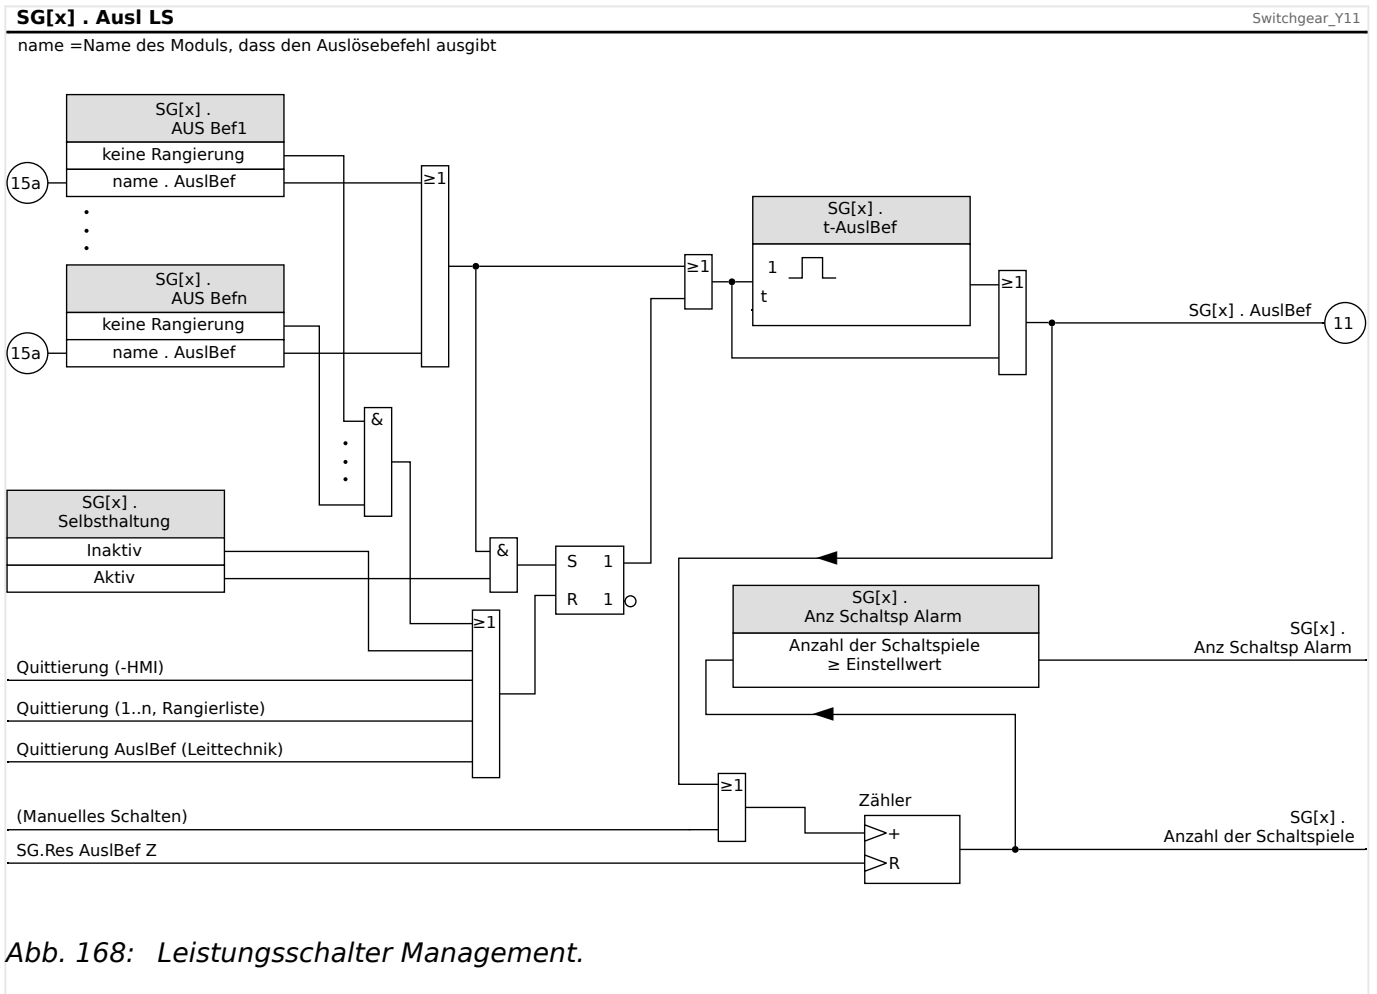 SG[x] . Ausl LS
Switchgear_Y11
name =Name des Moduls, dass den Auslösebefehl ausgibt
SG[x] .
AUS Bef1
keine Rangierung
15a
name . AuslBef
≥1
SG[x] .
t-AuslBef
1
t
≥1
≥1
SG[x] .
AUS Befn
keine Rangierung
15a
name . AuslBef
SG[x] . AuslBef
11
&
SG[x] .
Selbsthaltung
Inaktiv
Aktiv
&
S 1
R 1
≥1
SG[x] .
Anz Schaltsp Alarm
Anzahl der Schaltspiele
≥ Einstellwert
SG[x] .
Anz Schaltsp Alarm
Quittierung (-HMI)
Quittierung (1..n, Rangierliste)
Quittierung AuslBef (Leittechnik)
≥1
(Manuelles Schalten)
SG.Res AuslBef Z
Zähler
+
R
SG[x] .
Anzahl der Schaltspiele
Abb. 168: Leistungsschalter Management.